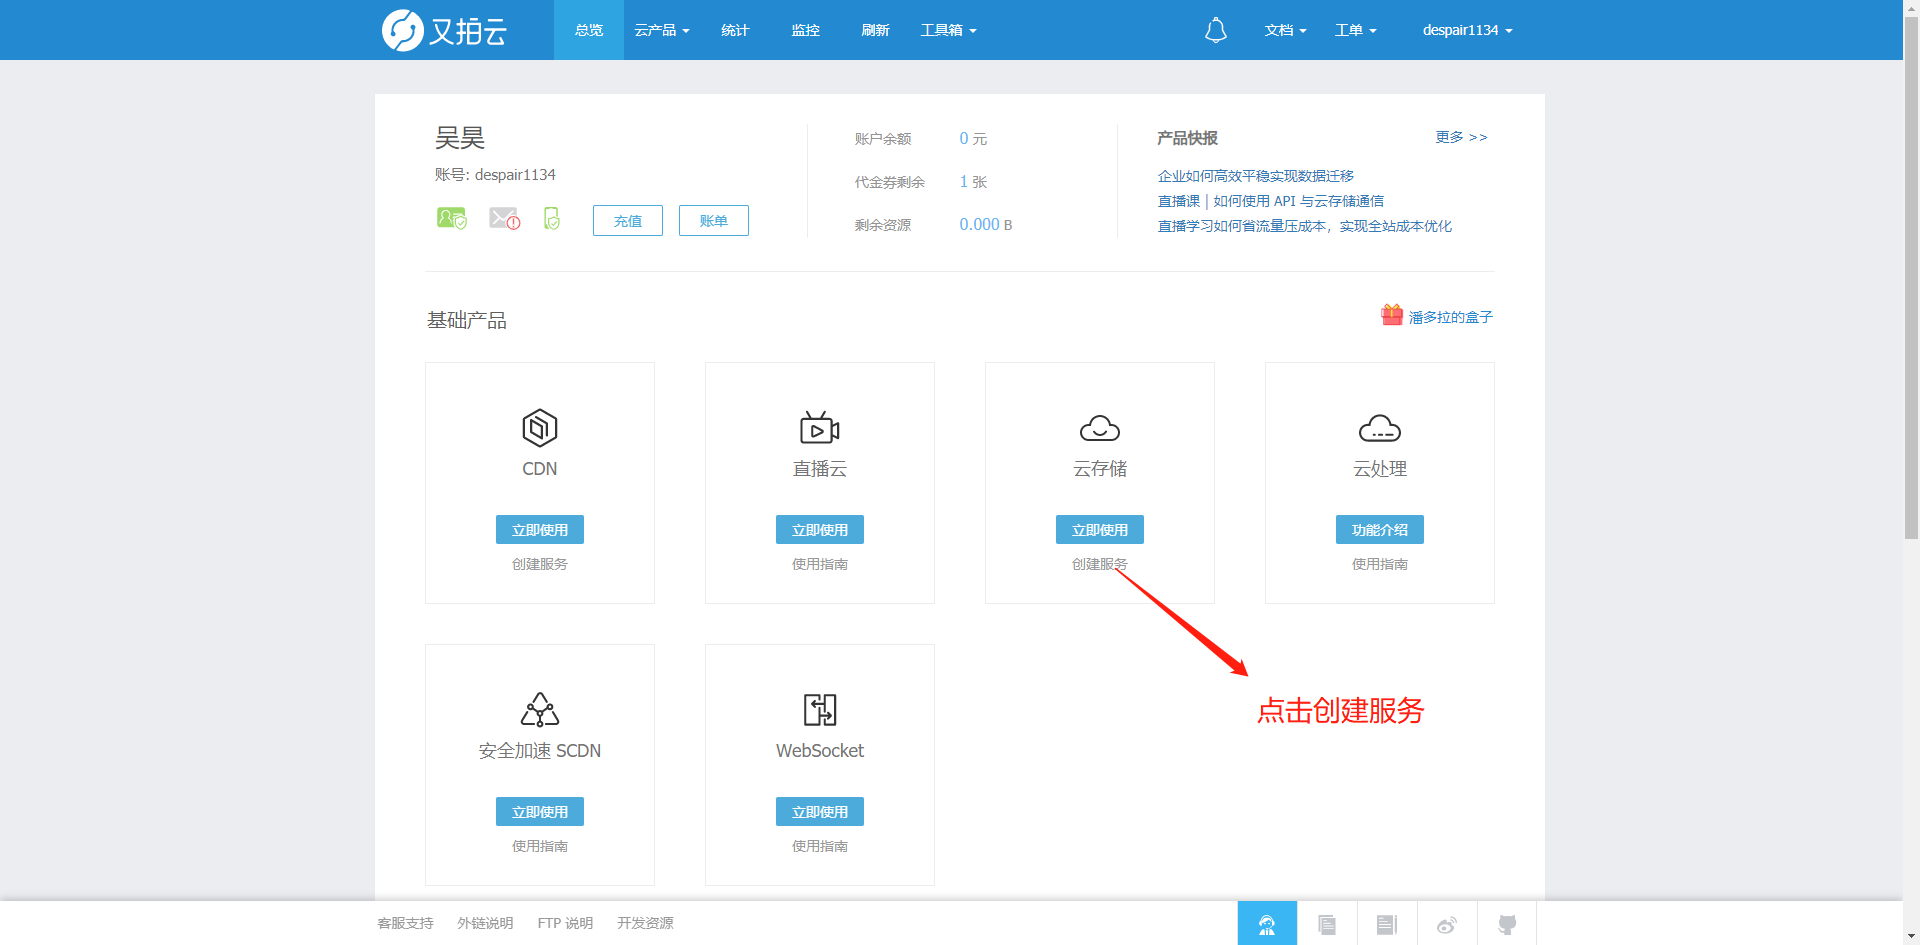 又拍云 总览 云产品 统计 监控 刷新 工具箱 文档 工单 despair1134
吴昊
账号: despair1134
充值 账单
账户余额 0 元
代金券剩余 1 张
剩余资源 0.000 B
产品快报 更多 >>
企业如何高效平稳实现数据迁移
直播课 | 如何使用 API 与云存储通信
直播学习如何省流量压成本，实现全站成本优化
基础产品 潘多拉的盒子
CDN 直播云 云存储 云处理
立即使用 立即使用 立即使用 功能介绍
创建服务 使用指南 创建服务 使用指南
点击创建服务
安全加速 SCDN WebSocket
立即使用 立即使用
使用指南 使用指南
客服支持 外链说明 FTP 说明 开发资源